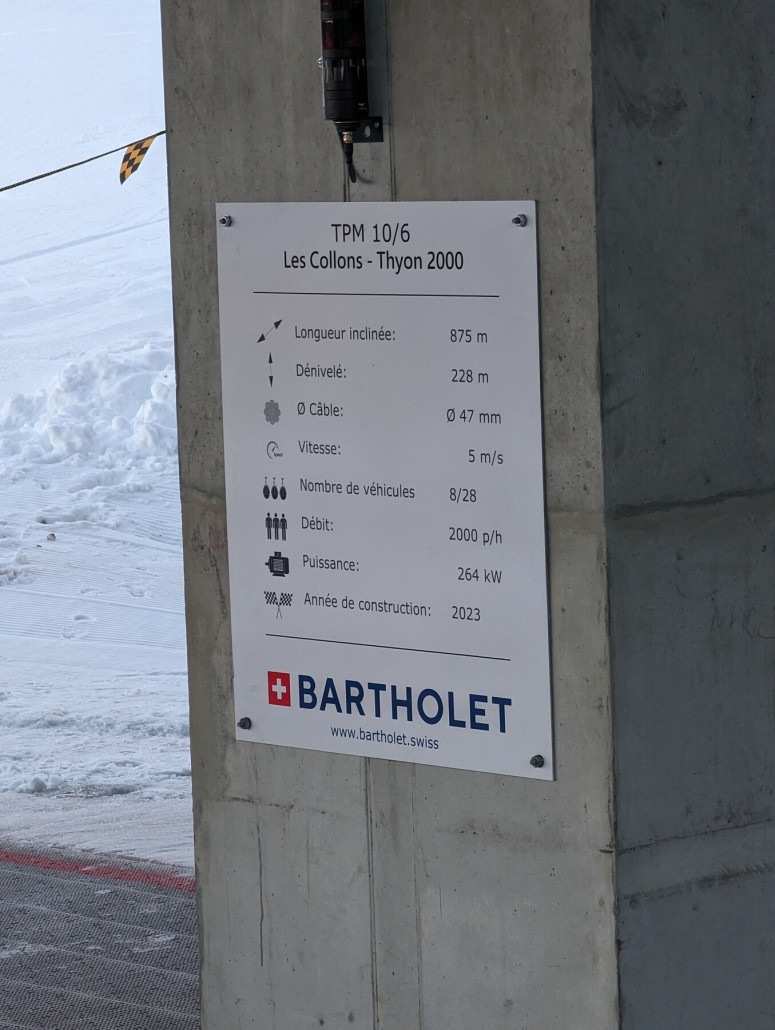 TPM 10/6
Les Collons - Thyon 2000
Longueur inclinée: 875 m
Dénivelé: 228 m
Ø Câble: Ø 47 mm
Vitesse: 5 m/s
Nombre de véhicules 8/28
Débit: 2000 p/h
Puissance: 264 kW
Année de construction: 2023
BARTHOLET
www.bartholet.swiss